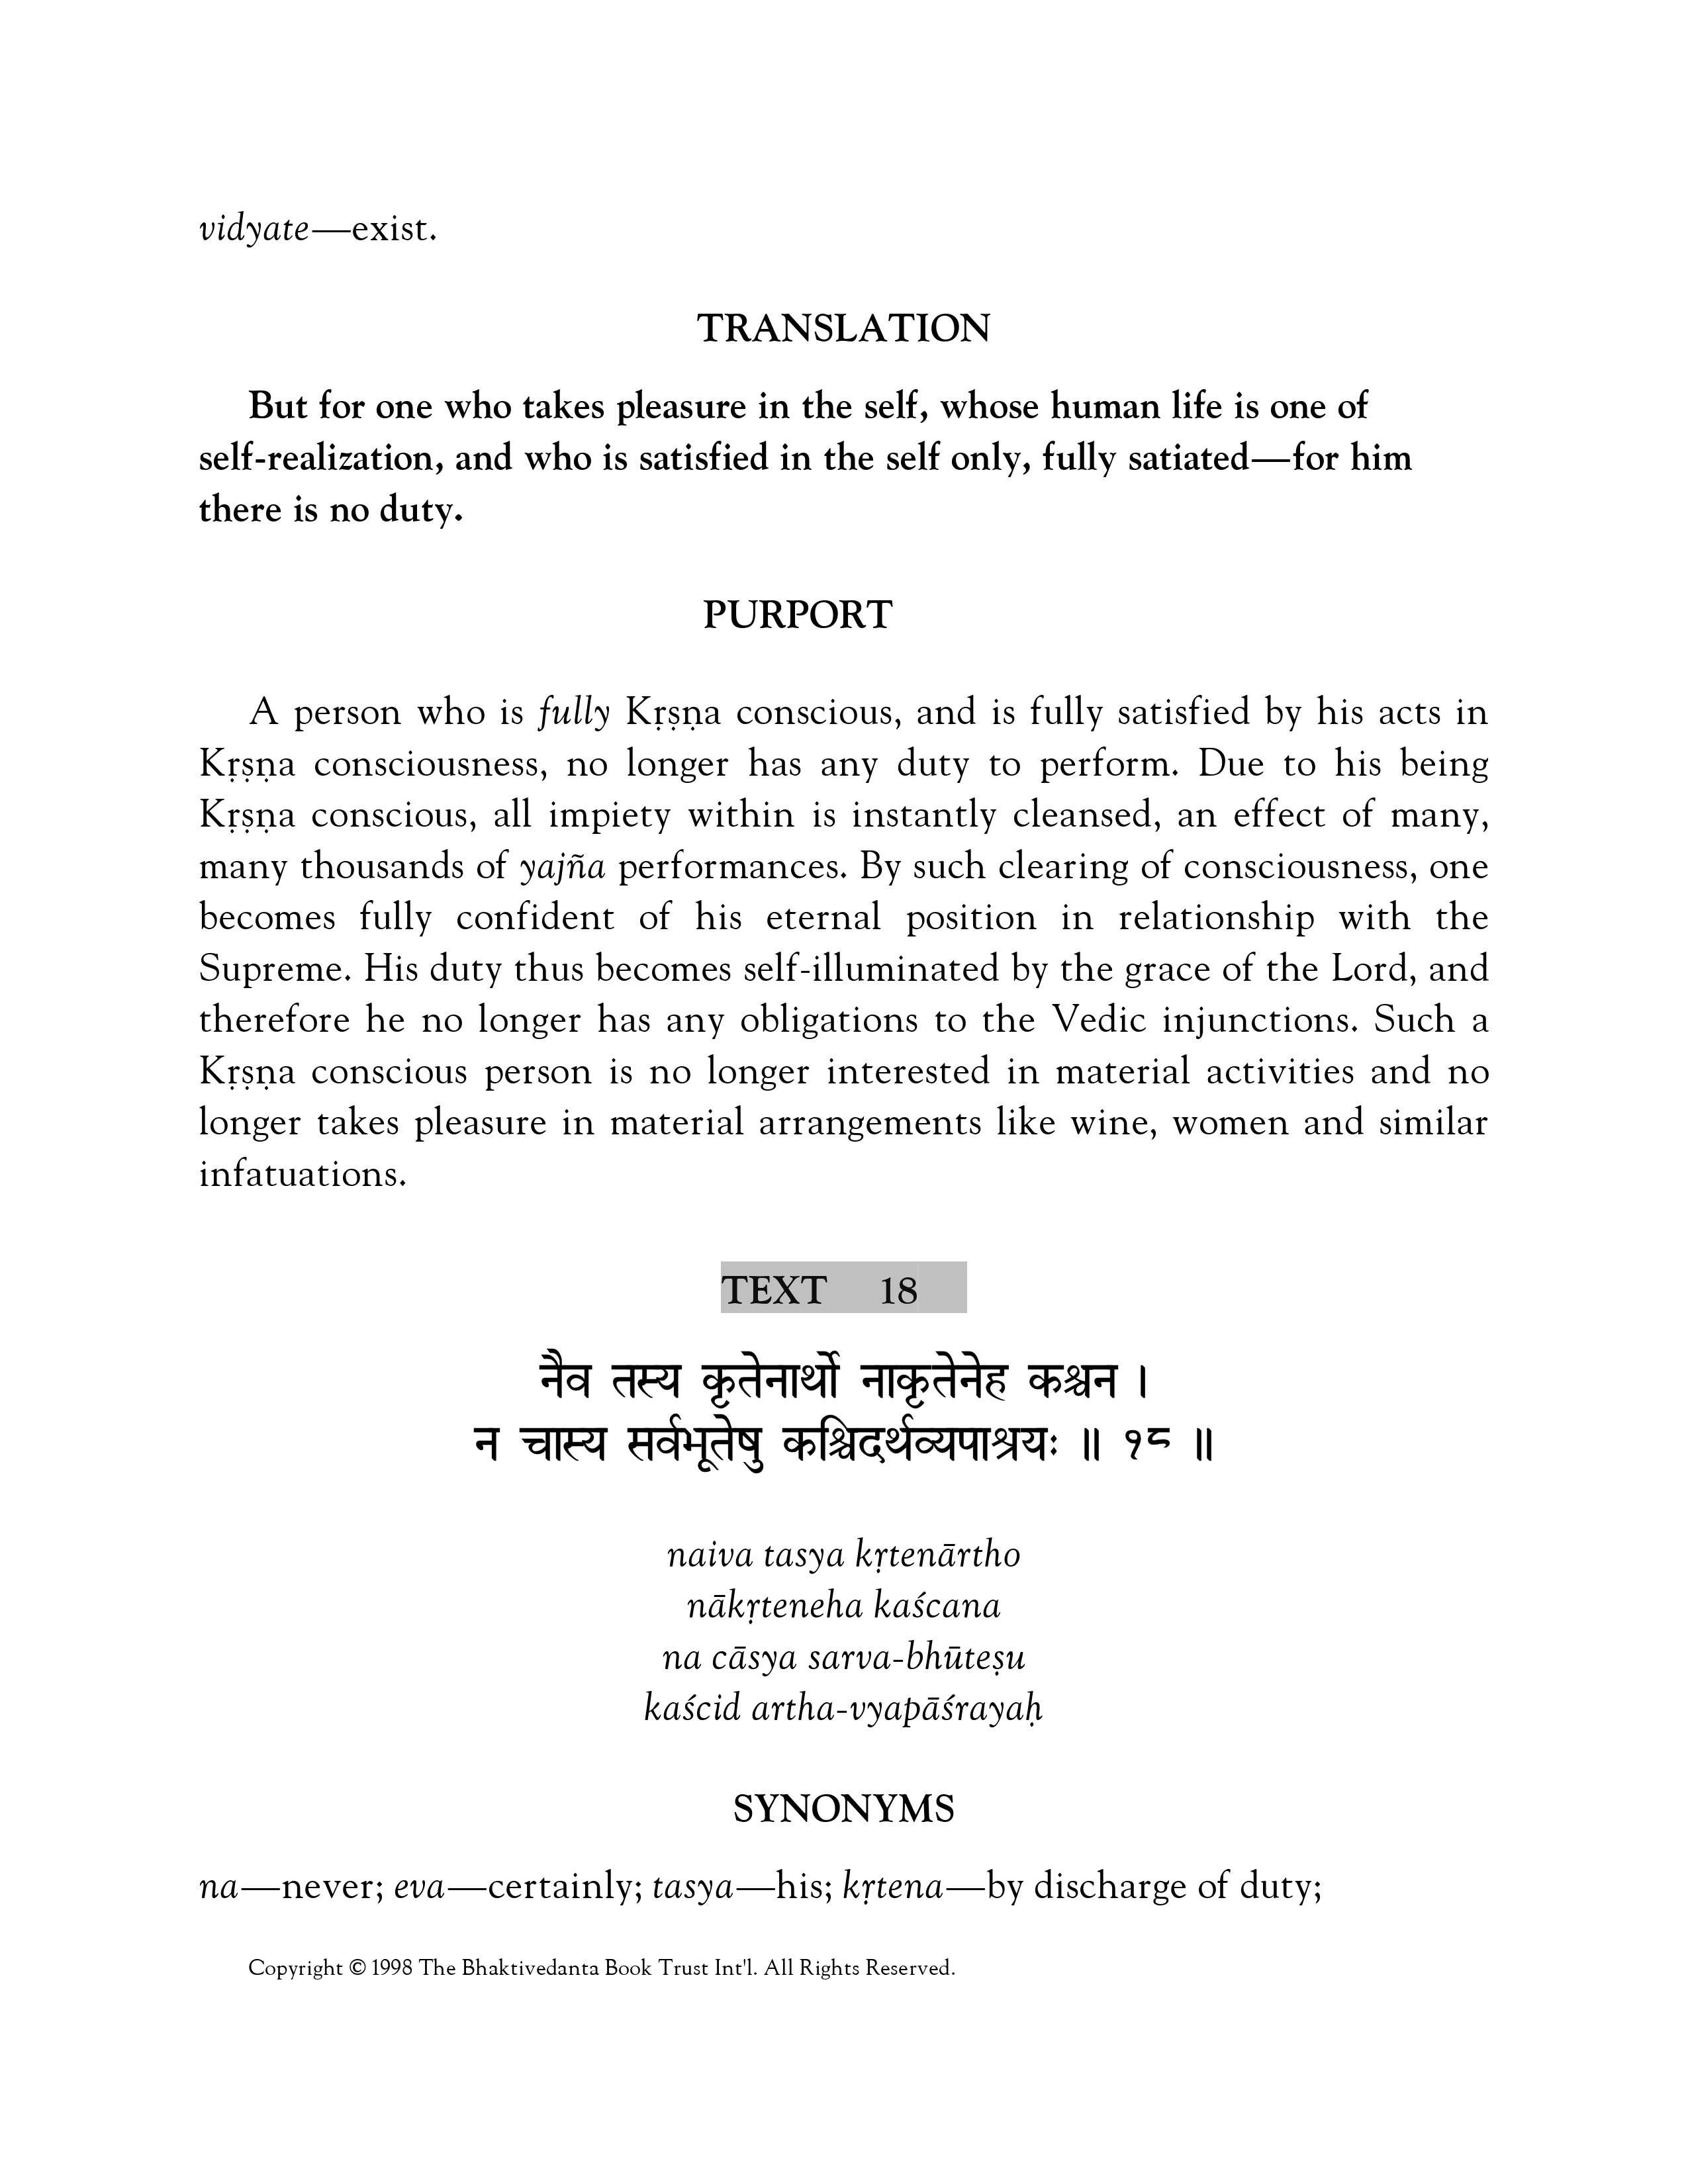 vidyate—exist.
TRANSLATION
But for one who takes pleasure in the self, whose human life is one of
self-realization, and who is satisfied in the self only, fully satiated—for him
there is no duty.
PURPORT
A person who is fully Kṛṣṇa conscious, and is fully satisfied by his acts in
Kṛṣṇa consciousness, no longer has any duty to perform. Due to his being
Kṛṣṇa conscious, all impiety within is instantly cleansed, an effect of many,
many thousands of yajña performances. By such clearing of consciousness, one
becomes fully confident of his eternal position in relationship with the
Supreme. His duty thus becomes self-illuminated by the grace of the Lord, and
therefore he no longer has any obligations to the Vedic injunctions. Such a
Kṛṣṇa conscious person is no longer interested in material activities and no
longer takes pleasure in material arrangements like wine, women and similar
infatuations.
TEXT 18
नैव तस्य कृतेनार्थो नाकृतेनेह कश्चन ।
न चास्य सर्वभूतेषु कश्चिदर्थव्यपाश्रयः ॥ १८ ॥
naiva tasya kṛtenārtho
nākṛteneha kaścana
na cāsya sarva-bhūteṣu
kaścid artha-vyapāśrayaḥ
SYNONYMS
na—never; eva—certainly; tasya—his; kṛtena—by discharge of duty;
Copyright © 1998 The Bhaktivedanta Book Trust Int'l. All Rights Reserved.